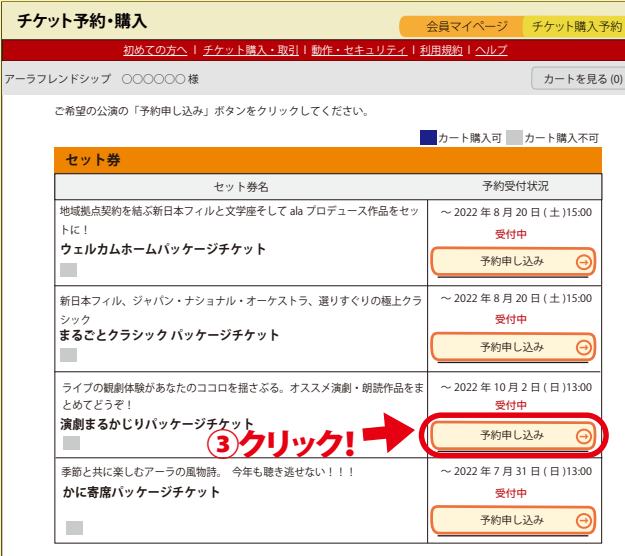 チケット予約・購入
会員マイページ チケット購入予約
初めての方へ | チケット購入・取引 | 動作・セキュリティ | 利用規約 | ヘルプ
アーラフレンドシップ 〇〇〇〇〇〇 様
カートを見る (0)
ご希望の公演の「予約申し込み」ボタンをクリックしてください。
カート購入可 カート購入不可
セット券
セット券名 予約受付状況
地域拠点契約を結ぶ新日本フィルと文学座そして ala プロデュース作品をセッ
トに！
ウェルカムホームパッケージチケット
～ 2022 年 8 月 20 日 ( 土 )15:00
受付中
予約申し込み
新日本フィル、ジャパン・ナショナル・オーケストラ、選りすぐりの極上クラ
シック
まるごとクラシック パッケージチケット
～ 2022 年 8 月 20 日 ( 土 )15:00
受付中
予約申し込み
ライブの観劇体験があなたのココロを揺さぶる。オススメ演劇・朗読作品をま
とめてどうぞ！
演劇まるかじりパッケージチケット
～ 2022 年 10 月 2 日 ( 日 )13:00
受付中
予約申し込み
③クリック！
季節と共に楽しむアーラの風物詩。 今年も聴き逃せない！！！
かに寄席パッケージチケット
～ 2022 年 7 月 31 日 ( 日 )13:00
受付中
予約申し込み